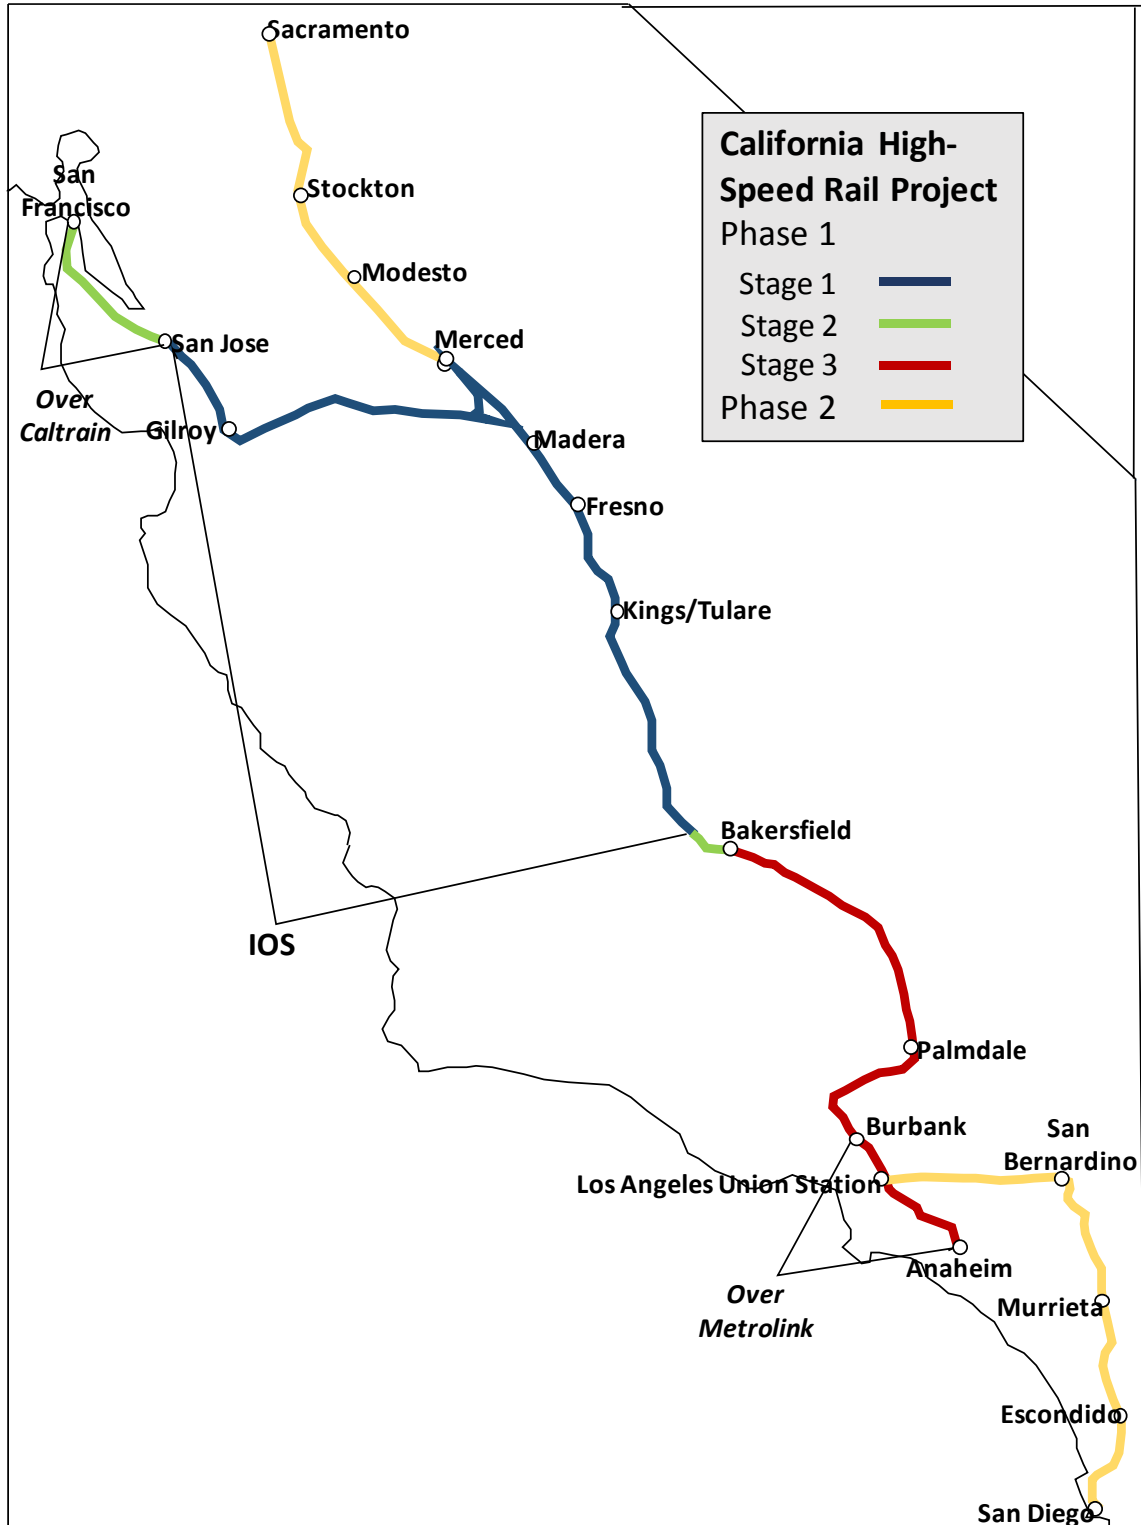 Sacramento
San
Francisco
Stockton
Modesto
California High-
Speed Rail Project
Phase 1
Stage 1
Stage 2
Stage 3
Phase 2
San Jose
Merced
Over
Caltrain
Gilroy
Madera
Fresno
Kings/Tulare
Bakersfield
IOS
Palmdale
Burbank
San
Bernardino
Los Angeles Union Station
Anaheim
Over
Metrolink
Murrieta
Escondido
San Diego